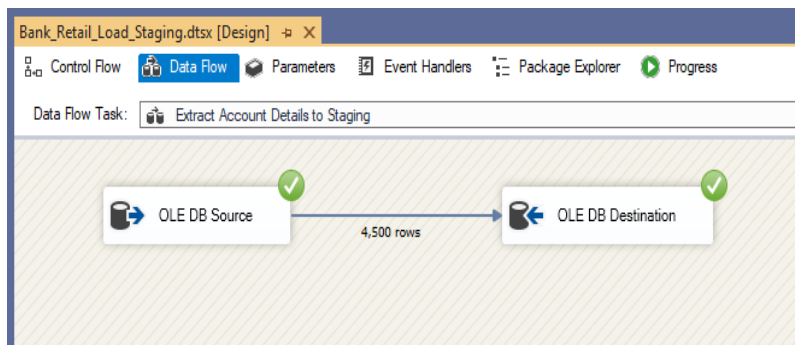 Bank_Retail_Load_Staging.dtsx [Design]
Control Flow Data Flow Parameters Event Handlers Package Explorer Progress
Data Flow Task: Extract Account Details to Staging
OLE DB Source OLE DB Destination
4,500 rows